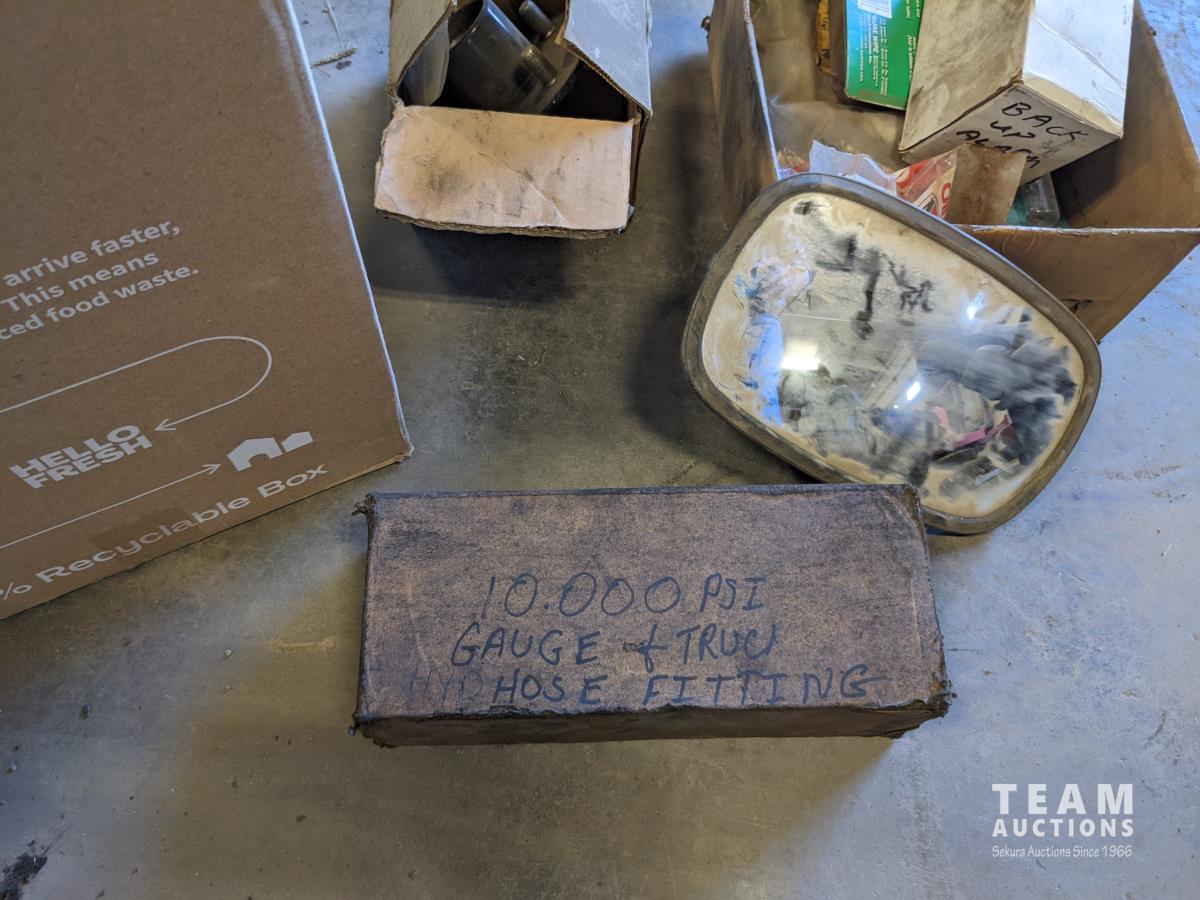 arrive faster,
This means
ced food waste.
HELLO
FRESH
% Recyclable Box
BACK
UP
ALARM
10.000 PSI
GAUGE & TRUCK
HYD HOSE FITTING
TEAM
AUCTIONS
Sekura Auctions Since 1966